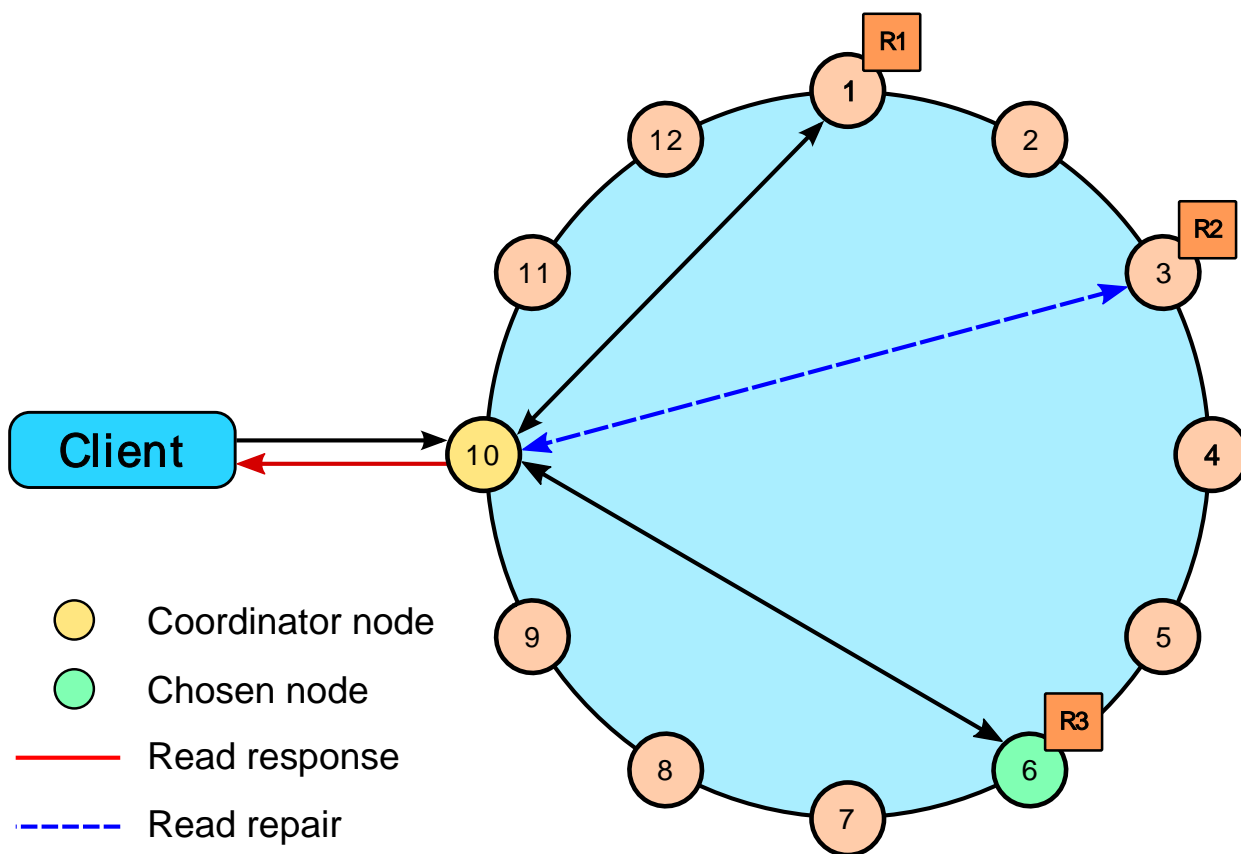 R1
1
12
2
R2
11
3
Client
10
4
Coordinator node
9
5
Chosen node
R3
Read response
8
6
7
Read repair